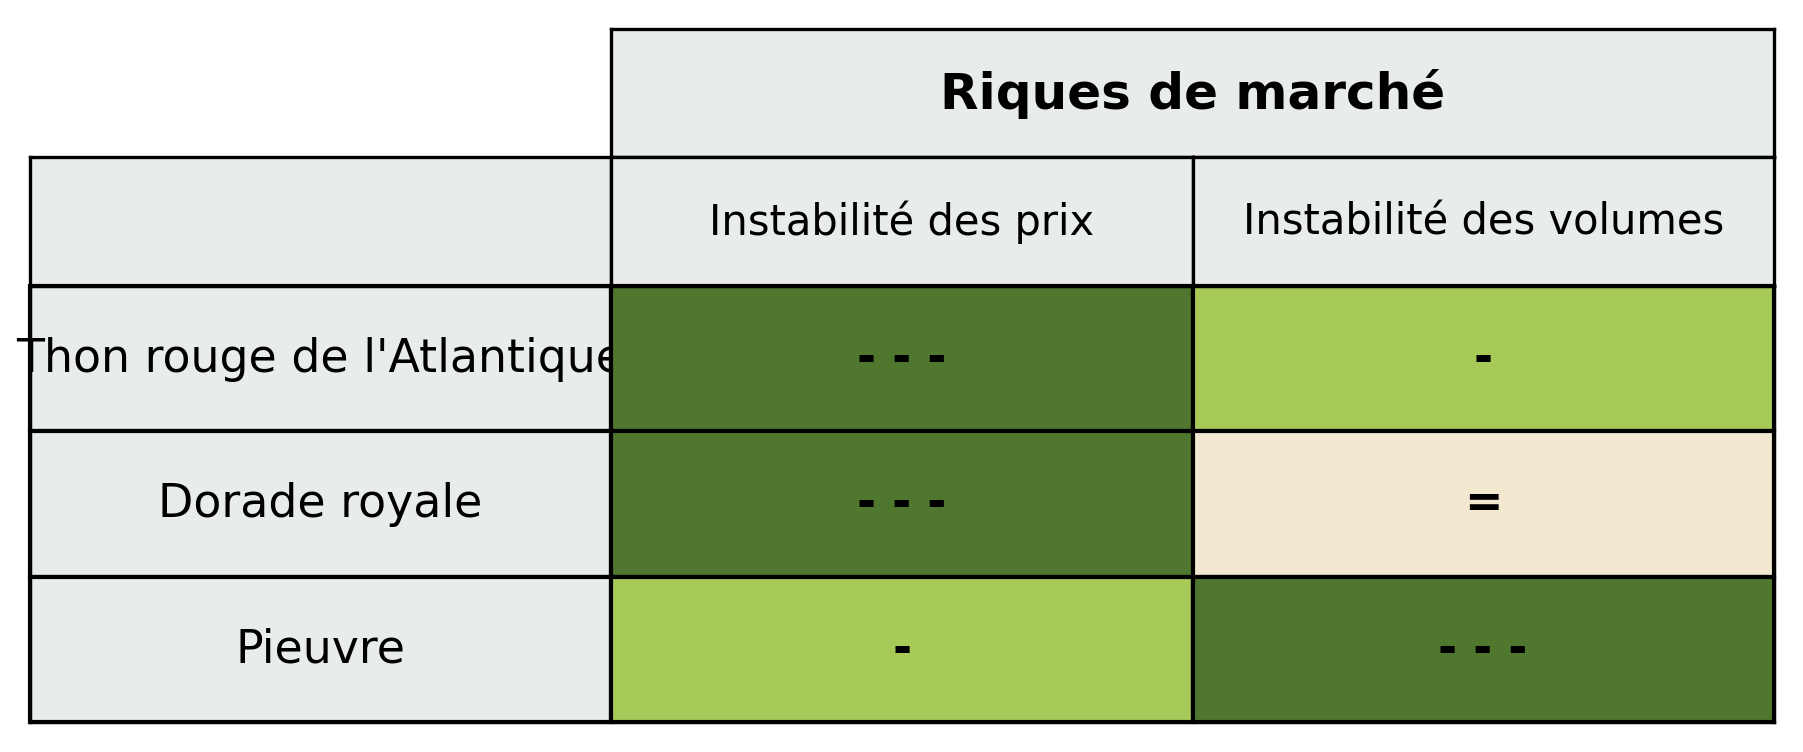 Riques de marché
Instabilité des prix Instabilité des volumes
Thon rouge de l'Atlantique - - - -
Dorade royale - - - =
Pieuvre - - - -